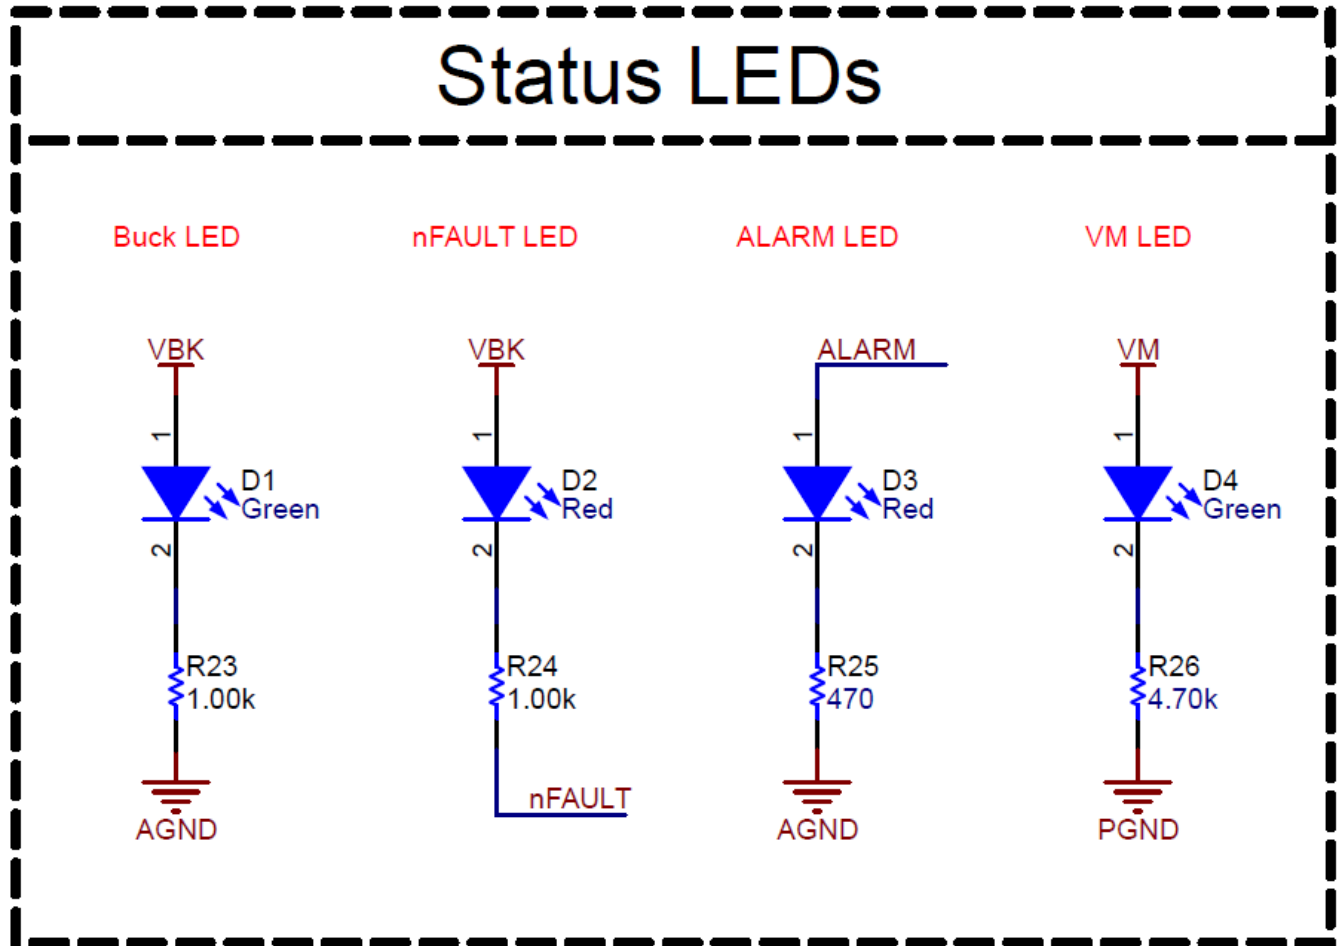 Status LEDs
Buck LED
nFAULT LED
ALARM LED
VM LED
VBK
VBK
ALARM
VM
1
1
1
1
D1
Green
D2
Red
D3
Red
D4
Green
2
2
2
2
R23
1.00k
R24
1.00k
R25
470
R26
4.70k
AGND
nFAULT
AGND
PGND